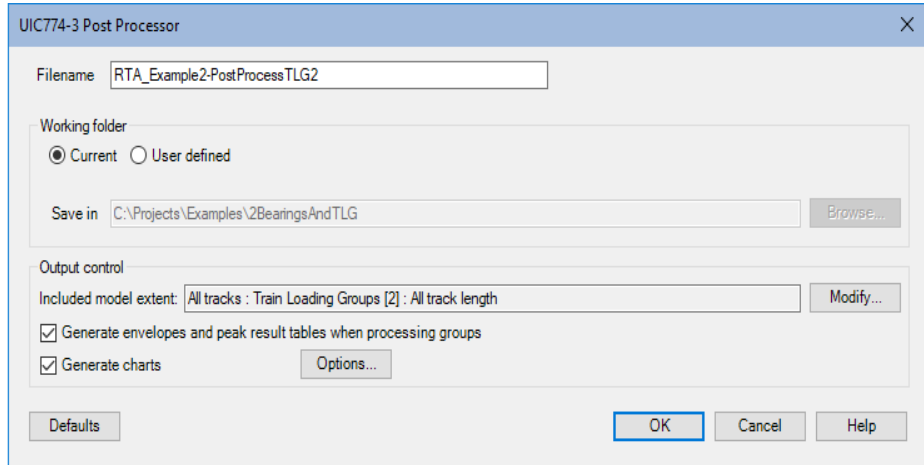 UIC774-3 Post Processor
Filename RTA_Example2-PostProcessTLG2
Working folder
Current User defined
Save in C:\Projects\Examples\2BearingsAndTLG Browse...
Output control
Included model extent: All tracks : Train Loading Groups [2] : All track length Modify...
Generate envelopes and peak result tables when processing groups
Generate charts Options...
Defaults OK Cancel Help